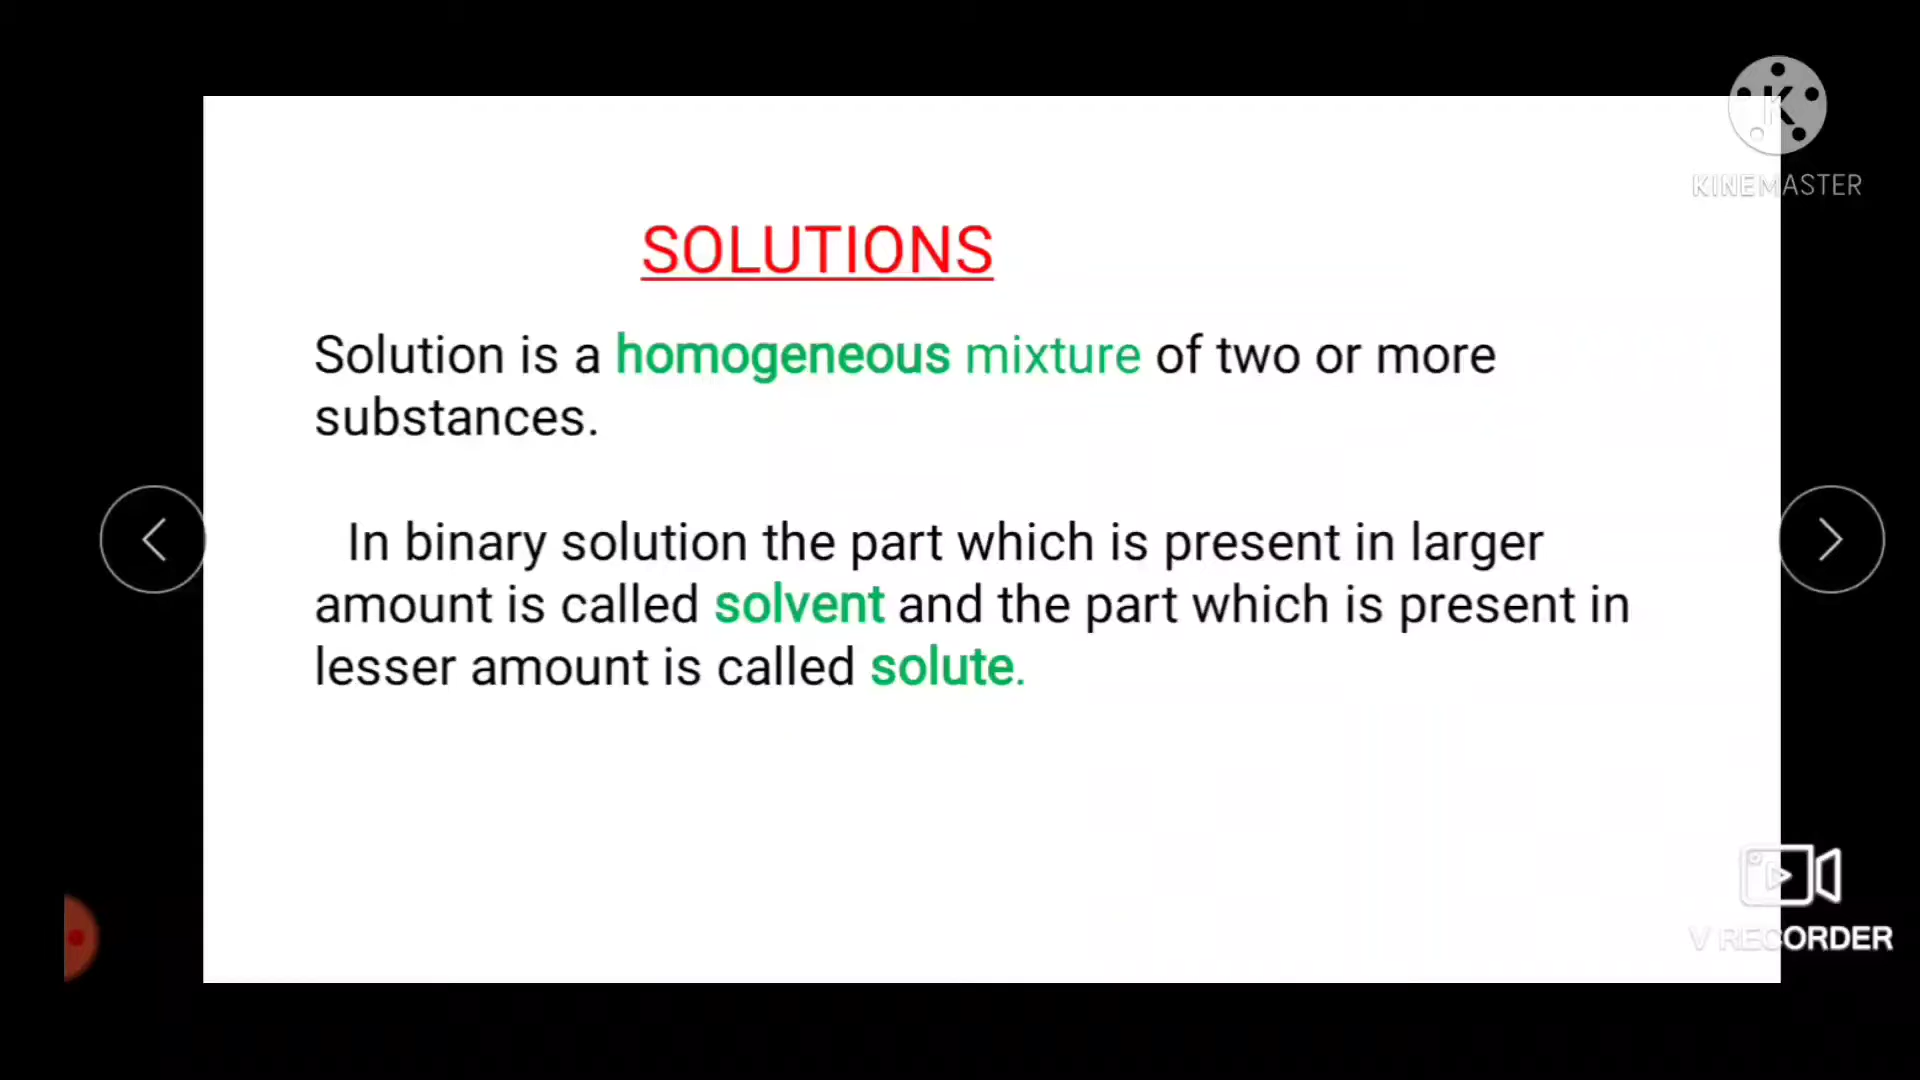 K
KINEMASTER
SOLUTIONS
Solution is a homogeneous mixture of two or more
substances.
In binary solution the part which is present in larger
amount is called solvent and the part which is present in
lesser amount is called solute.
V RECORDER